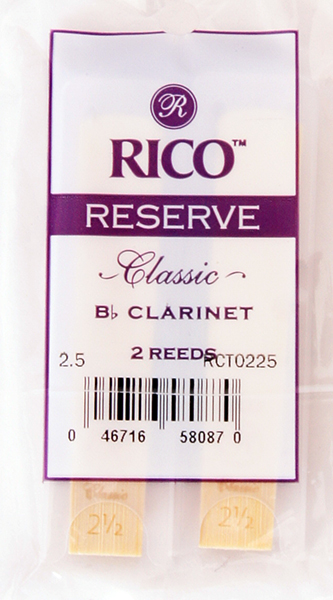 R
RICO™
RESERVE
Classic
B♭ CLARINET
2 REEDS
2.5 RCT0225
0 46716 58087 0
2½ 2½